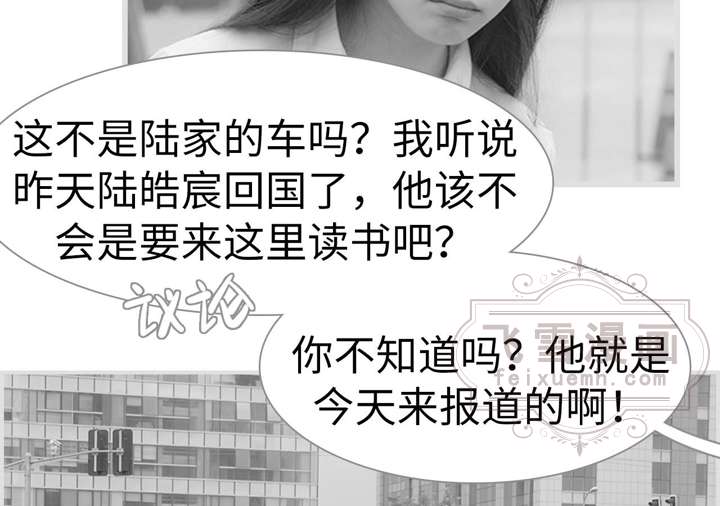 这不是陆家的车吗？我听说
昨天陆皓宸回国了，他该不
会是要来这里读书吧？
议论
飞雪漫画
feixuemh.com
你不知道吗？他就是
今天来报道的啊！